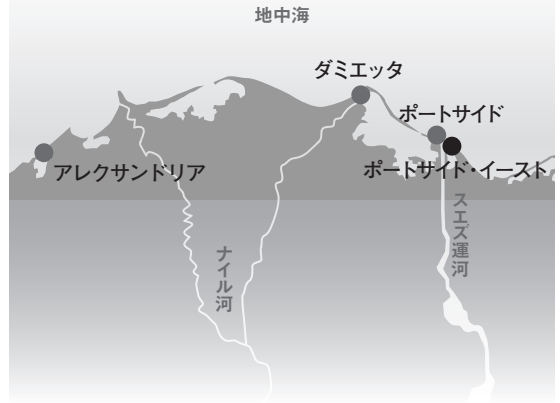 地中海
ダミエッタ
ポートサイド
アレクサンドリア
ポートサイド・イースト
スエズ運河
ナイル河